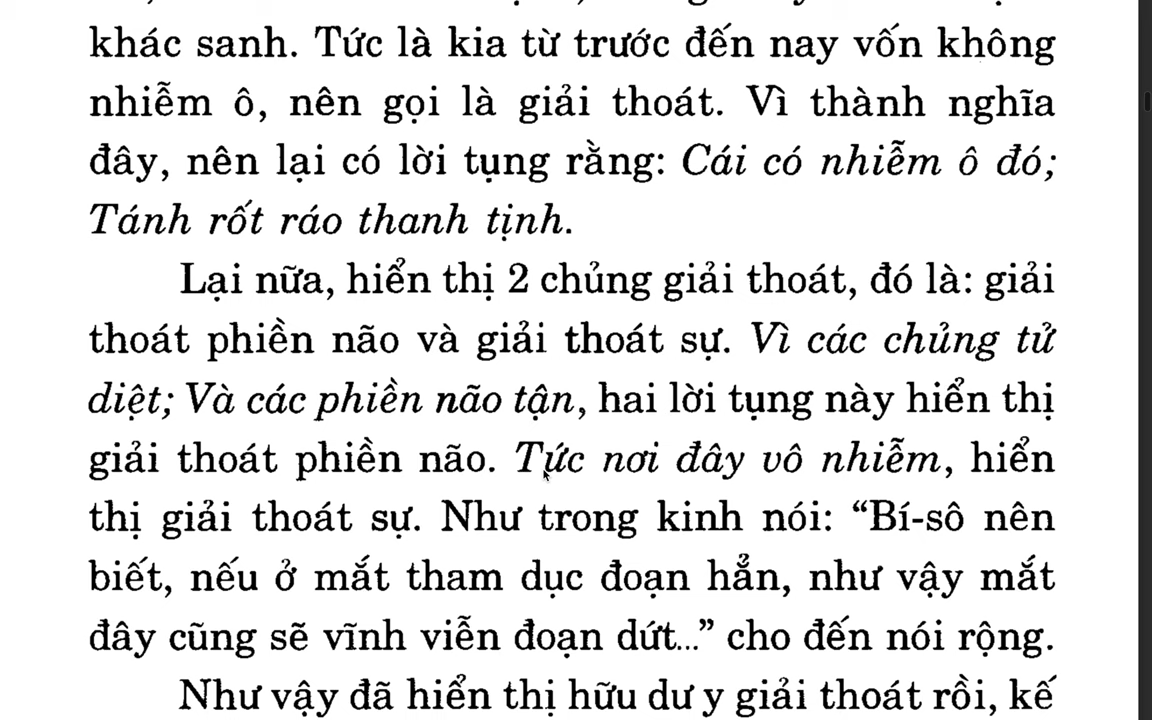 khác sanh. Tức là kia từ trước đến nay vốn không
nhiễm ô, nên gọi là giải thoát. Vì thành nghĩa
đây, nên lại có lời tụng rằng: Cái có nhiễm ô đó;
Tánh rốt ráo thanh tịnh.
Lại nữa, hiển thị 2 chủng giải thoát, đó là: giải
thoát phiền não và giải thoát sự. Vì các chủng tử
diệt; Và các phiền não tận, hai lời tụng này hiển thị
giải thoát phiền não. Tức nơi đây vô nhiễm, hiển
thị giải thoát sự. Như trong kinh nói: “Bí-sô nên
biết, nếu ở mắt tham dục đoạn hẳn, như vậy mắt
đây cũng sẽ vĩnh viễn đoạn dứt...” cho đến nói rộng.
Như vậy đã hiển thị hữu dư y giải thoát rồi, kế